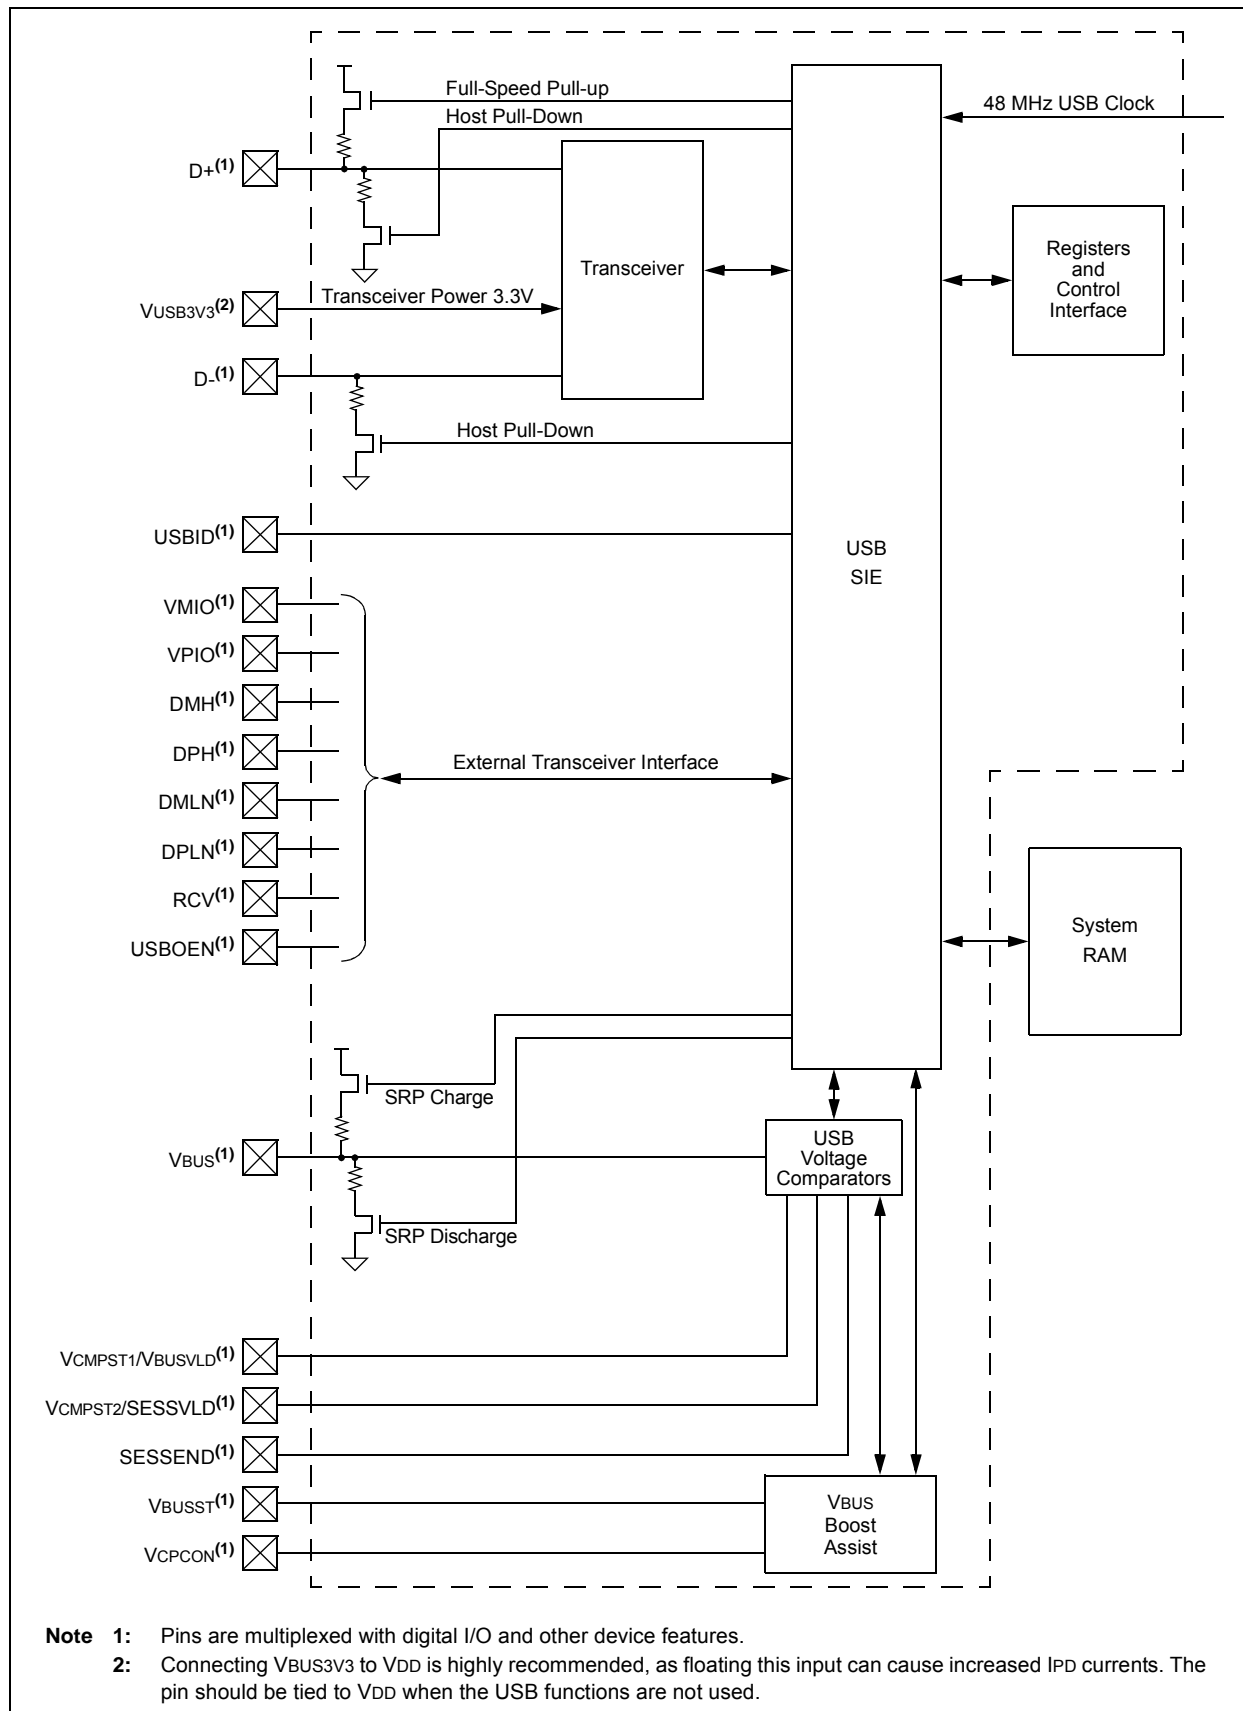 Full-Speed Pull-up
48 MHz USB Clock
Host Pull-Down
D+(1)
Transceiver
Registers
and
Control
Interface
VUSB3V3(2)
Transceiver Power 3.3V
D-(1)
Host Pull-Down
USBID(1)
USB
SIE
VMIO(1)
VPIO(1)
DMH(1)
DPH(1)
External Transceiver Interface
DMLN(1)
DPLN(1)
RCV(1)
USBOEN(1)
System
RAM
SRP Charge
VBUS(1)
USB
Voltage
Comparators
SRP Discharge
VCMPST1/VBUSVLD(1)
VCMPST2/SESSVLD(1)
SESSEND(1)
VBUSST(1)
VCPCON(1)
VBUS
Boost
Assist
Note 1: Pins are multiplexed with digital I/O and other device features.
2: Connecting VBUS3V3 to VDD is highly recommended, as floating this input can cause increased IPD currents. The
pin should be tied to VDD when the USB functions are not used.